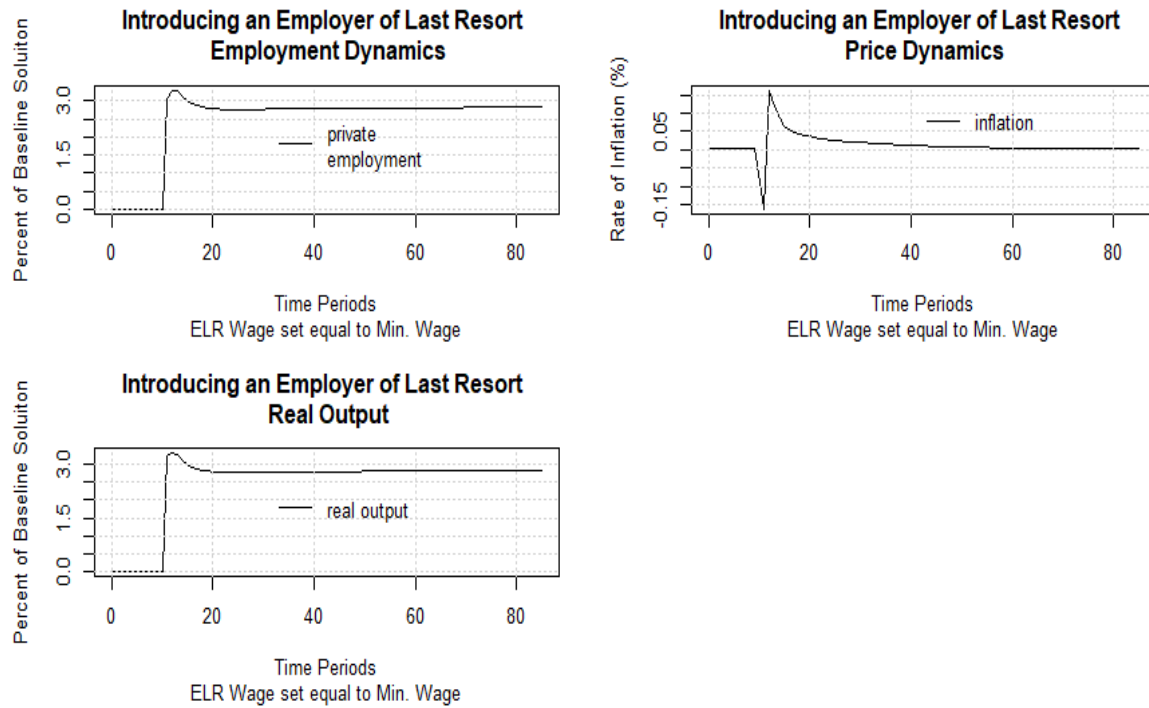 Introducing an Employer of Last Resort
Employment Dynamics
Percent of Baseline Soluiton
0.0 1.5 3.0
private
employment
0 20 40 60 80
Time Periods
ELR Wage set equal to Min. Wage
Introducing an Employer of Last Resort
Price Dynamics
Rate of Inflation (%)
-0.15 0.05
inflation
0 20 40 60 80
Time Periods
ELR Wage set equal to Min. Wage
Introducing an Employer of Last Resort
Real Output
Percent of Baseline Soluiton
0.0 1.5 3.0
real output
0 20 40 60 80
Time Periods
ELR Wage set equal to Min. Wage